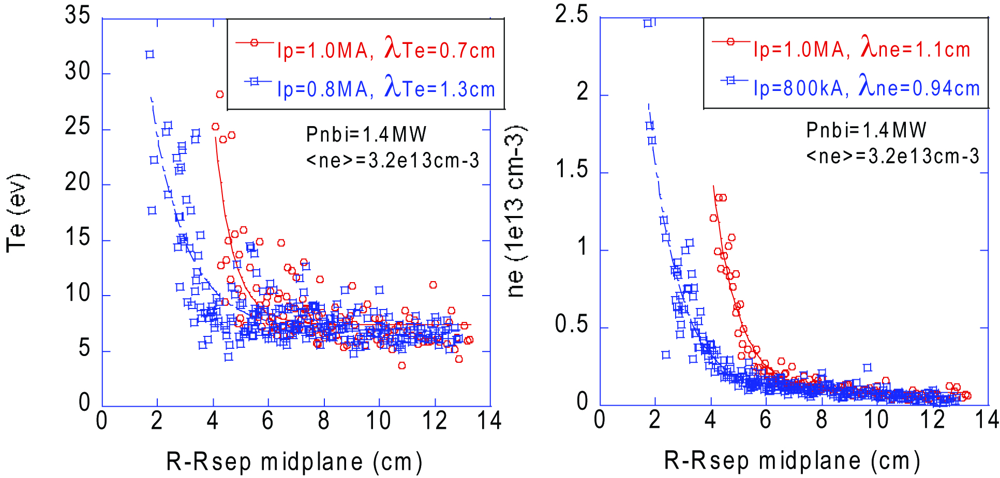 35
30
25
20
15
10
5
0
0 2 4 6 8 10 12 14
Te (ev)
R-Rsep midplane (cm)
Ip=1.0MA, λTe=0.7cm
Ip=0.8MA, λTe=1.3cm
Pnbi=1.4MW
<ne>=3.2e13cm-3
2.5
2
1.5
1
0.5
0
0 2 4 6 8 10 12 14
ne (1e13 cm-3)
R-Rsep midplane (cm)
Ip=1.0MA, λne=1.1cm
Ip=800kA, λne=0.94cm
Pnbi=1.4MW
<ne>=3.2e13cm-3